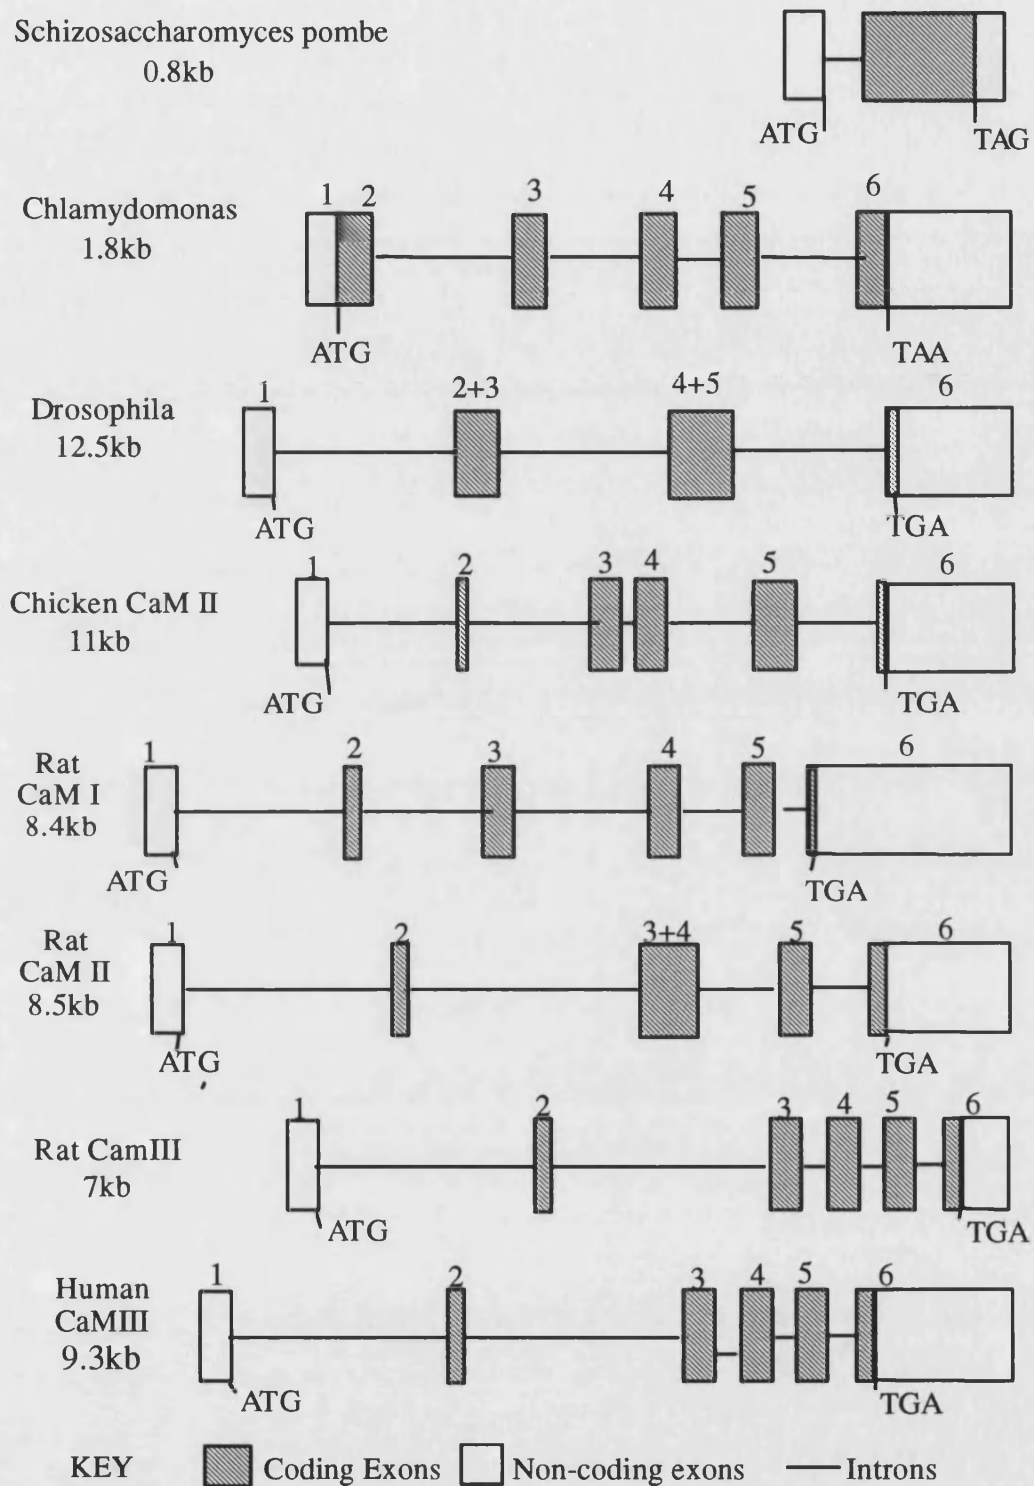 Schizosaccharomyces pombe
0.8kb
ATG
TAG
Chlamydomonas
1.8kb
1 2 3 4 5 6
ATG
TAA
Drosophila
12.5kb
1 2+3 4+5 6
ATG
TGA
Chicken CaM II
11kb
1 2 3 4 5 6
ATG
TGA
Rat
CaM I
8.4kb
1 2 3 4 5 6
ATG
TGA
Rat
CaM II
8.5kb
1 2 3+4 5 6
ATG
TGA
Rat CamIII
7kb
1 2 3 4 5 6
ATG
TGA
Human
CaMIII
9.3kb
1 2 3 4 5 6
ATG
TGA
KEY Coding Exons Non-coding exons Introns